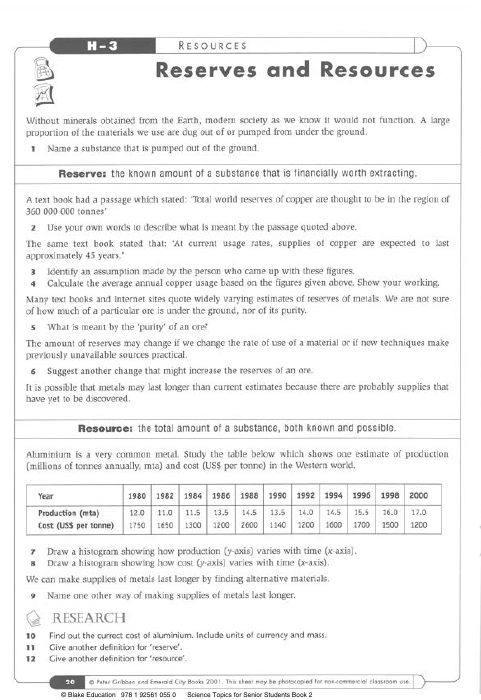 H-3 RESOURCES
Reserves and Resources
Without minerals obtained from the Earth, modern society as we know it would not function. A large
proportion of the materials we use are dug out of or pumped from under the ground.
1 Name a substance that is pumped out of the ground.
Reserve: the known amount of a substance that is financially worth extracting.
A text book had a passage which stated: 'Total world reserves of copper are thought to be in the region of
360 000 000 tonnes'
2 Use your own words to describe what is meant by the passage quoted above.
The same text book stated that: 'At current usage rates, supplies of copper are expected to last
approximately 45 years.'
3 Identify an assumption made by the person who came up with these figures.
4 Calculate the average annual copper usage based on the figures given above. Show your working.
Many text books and Internet sites quote widely varying estimates of reserves of metals. We are not sure
of how much of a particular ore is under the ground, nor of its purity.
5 What is meant by the 'purity' of an ore?
The amount of reserves may change if we change the rate of use of a material or if new techniques make
previously unavailable sources practical.
6 Suggest another change that might increase the reserves of an ore.
It is possible that metals may last longer than current estimates because there are probably supplies that
have yet to be discovered.
Resource: the total amount of a substance, both known and possible.
Aluminium is a very common metal. Study the table below which shows one estimate of production
(millions of tonnes annually, mta) and cost (US$ per tonne) in the Western world.
Year 1980 1982 1984 1986 1988 1990 1992 1994 1996 1998 2000
Production (mta) 12.0 11.0 11.5 13.5 14.5 13.5 14.0 14.5 15.5 16.0 17.0
Cost (US$ per tonne) 1750 1650 1300 1200 2600 1140 1200 1600 1700 1500 1200
7 Draw a histogram showing how production (y-axis) varies with time (x-axis).
8 Draw a histogram showing how cost (y-axis) varies with time (x-axis).
We can make supplies of metals last longer by finding alternative materials.
9 Name one other way of making supplies of metals last longer.
RESEARCH
10 Find out the currect cost of aluminium. Include units of currency and mass.
11 Give another definition for 'reserve'.
12 Give another definition for 'resource'.
20 © Peter Gribben and Emerald City Books 2001. This sheet may be photocopied for non-commercial classroom use.
© Blake Education 978 1 92561 055 0 Science Topics for Senior Students Book 2